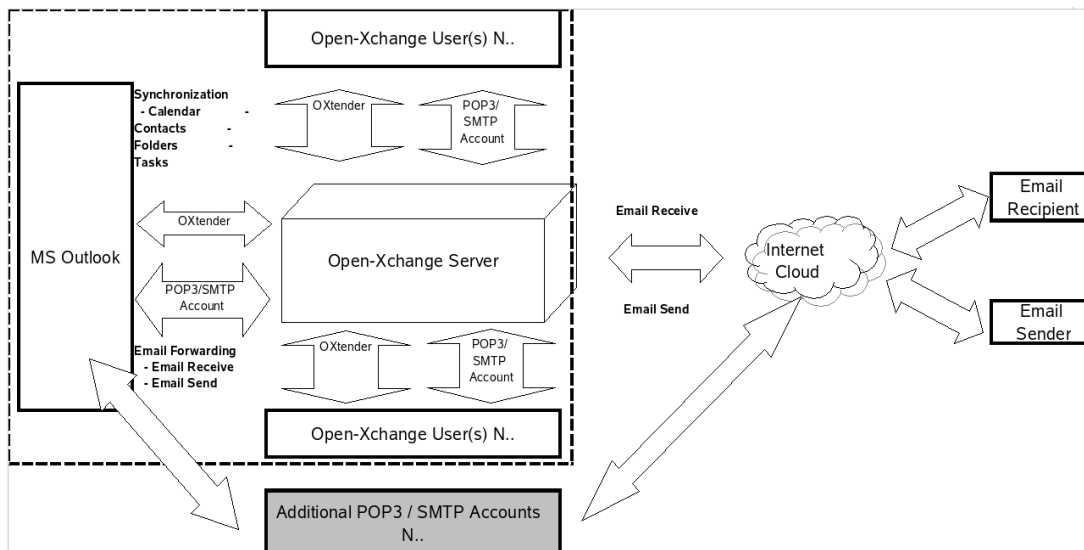 Open-Xchange User(s) N..
Synchronization
- Calendar -
Contacts -
Folders -
Tasks
OXtender
POP3/
SMTP
Account
MS Outlook
OXtender
POP3/SMTP
Account
Open-Xchange Server
Email Receive
Email Send
Internet
Cloud
Email
Recipient
Email
Sender
Email Forwarding
- Email Receive
- Email Send
OXtender
POP3/
SMTP
Account
Open-Xchange User(s) N..
Additional POP3 / SMTP Accounts
N..